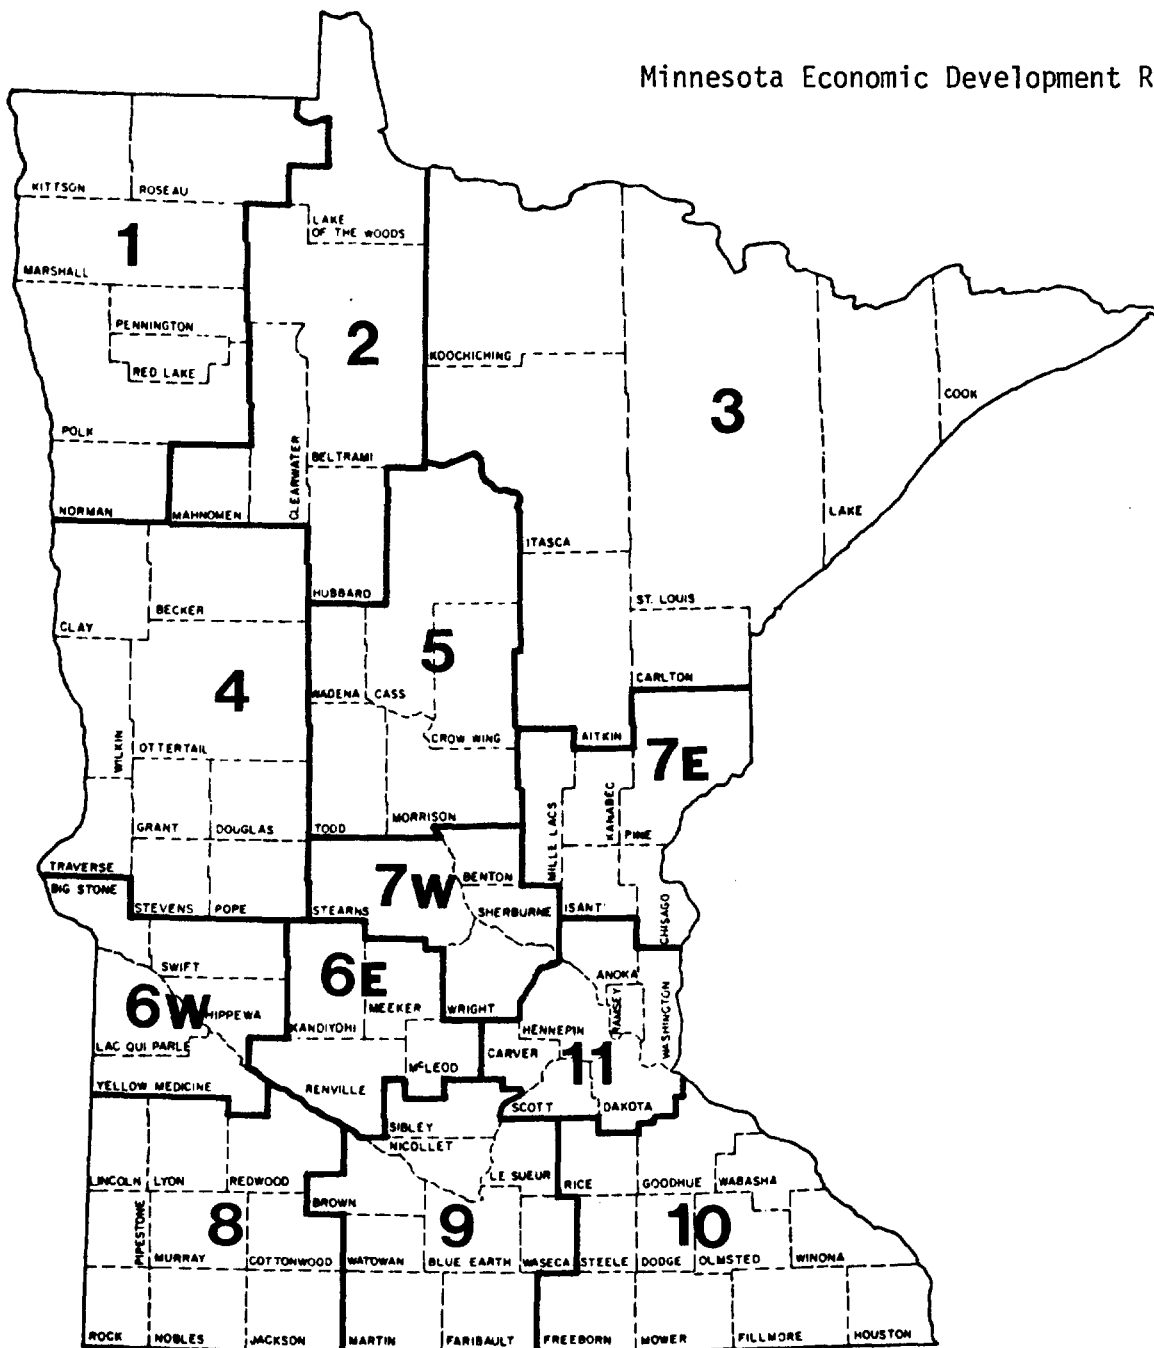 Minnesota Economic Development R
KITTSON
ROSEAU
LAKE
OF THE WOODS
1
MARSHALL
PENNINGTON
2
KOOCHICHING
RED LAKE
3
COOK
POLK
CLEARWATER
BELTRAMI
NORMAN
MAHNOMEN
LAKE
ITASCA
HUBBARD
ST. LOUIS
BECKER
CLAY
5
CARLTON
4
WADENA
CASS
WILKIN
OTTERTAIL
CROW WING
AITKIN
7E
MILLE LACS
KANABEC
GRANT
DOUGLAS
TODD
MORRISON
PINE
TRAVERSE
BIG STONE
7W
BENTON
STEVENS
POPE
STEARNS
SHERBURNE
ISANTI
CHISAGO
SWIFT
6E
ANOKA
6W
HIPPEWA
MEEKER
WRIGHT
RAMSEY
WASHINGTON
KANDIYOHI
HENNEPIN
LAC QUI PARLE
CARVER
11
MCLEOD
YELLOW MEDICINE
RENVILLE
SCOTT
DAKOTA
SIBLEY
NICOLLET
LINCOLN
LYON
REDWOOD
LE SUEUR
RICE
GOODHUE
WABASHA
BROWN
PIPESTONE
8
9
10
MURRAY
COTTONWOOD
WATOWAN
BLUE EARTH
WASECA
STEELE
DODGE
OLMSTED
WINONA
ROCK
NOBLES
JACKSON
MARTIN
FARIBAULT
FREEBORN
MOWER
FILLMORE
HOUSTON